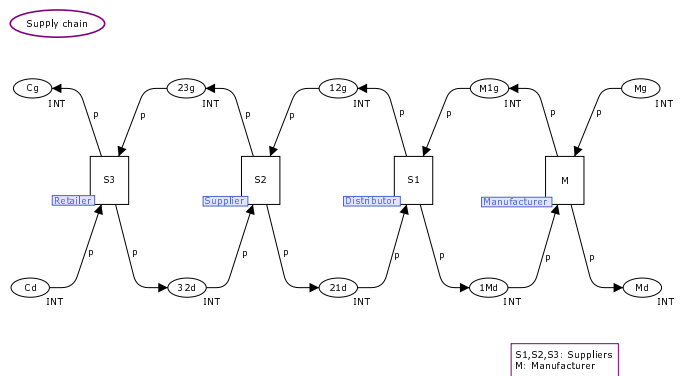 Supply chain
Cg
23g
12g
M1g
Mg
INT
INT
INT
INT
INT
p
p
p
p
p
p
p
p
S3
S2
S1
M
Retailer
Supplier
Distributor
Manufacturer
p
p
p
p
p
p
p
p
Cd
32d
21d
1Md
Md
INT
INT
INT
INT
INT
S1,S2,S3: Suppliers
M: Manufacturer